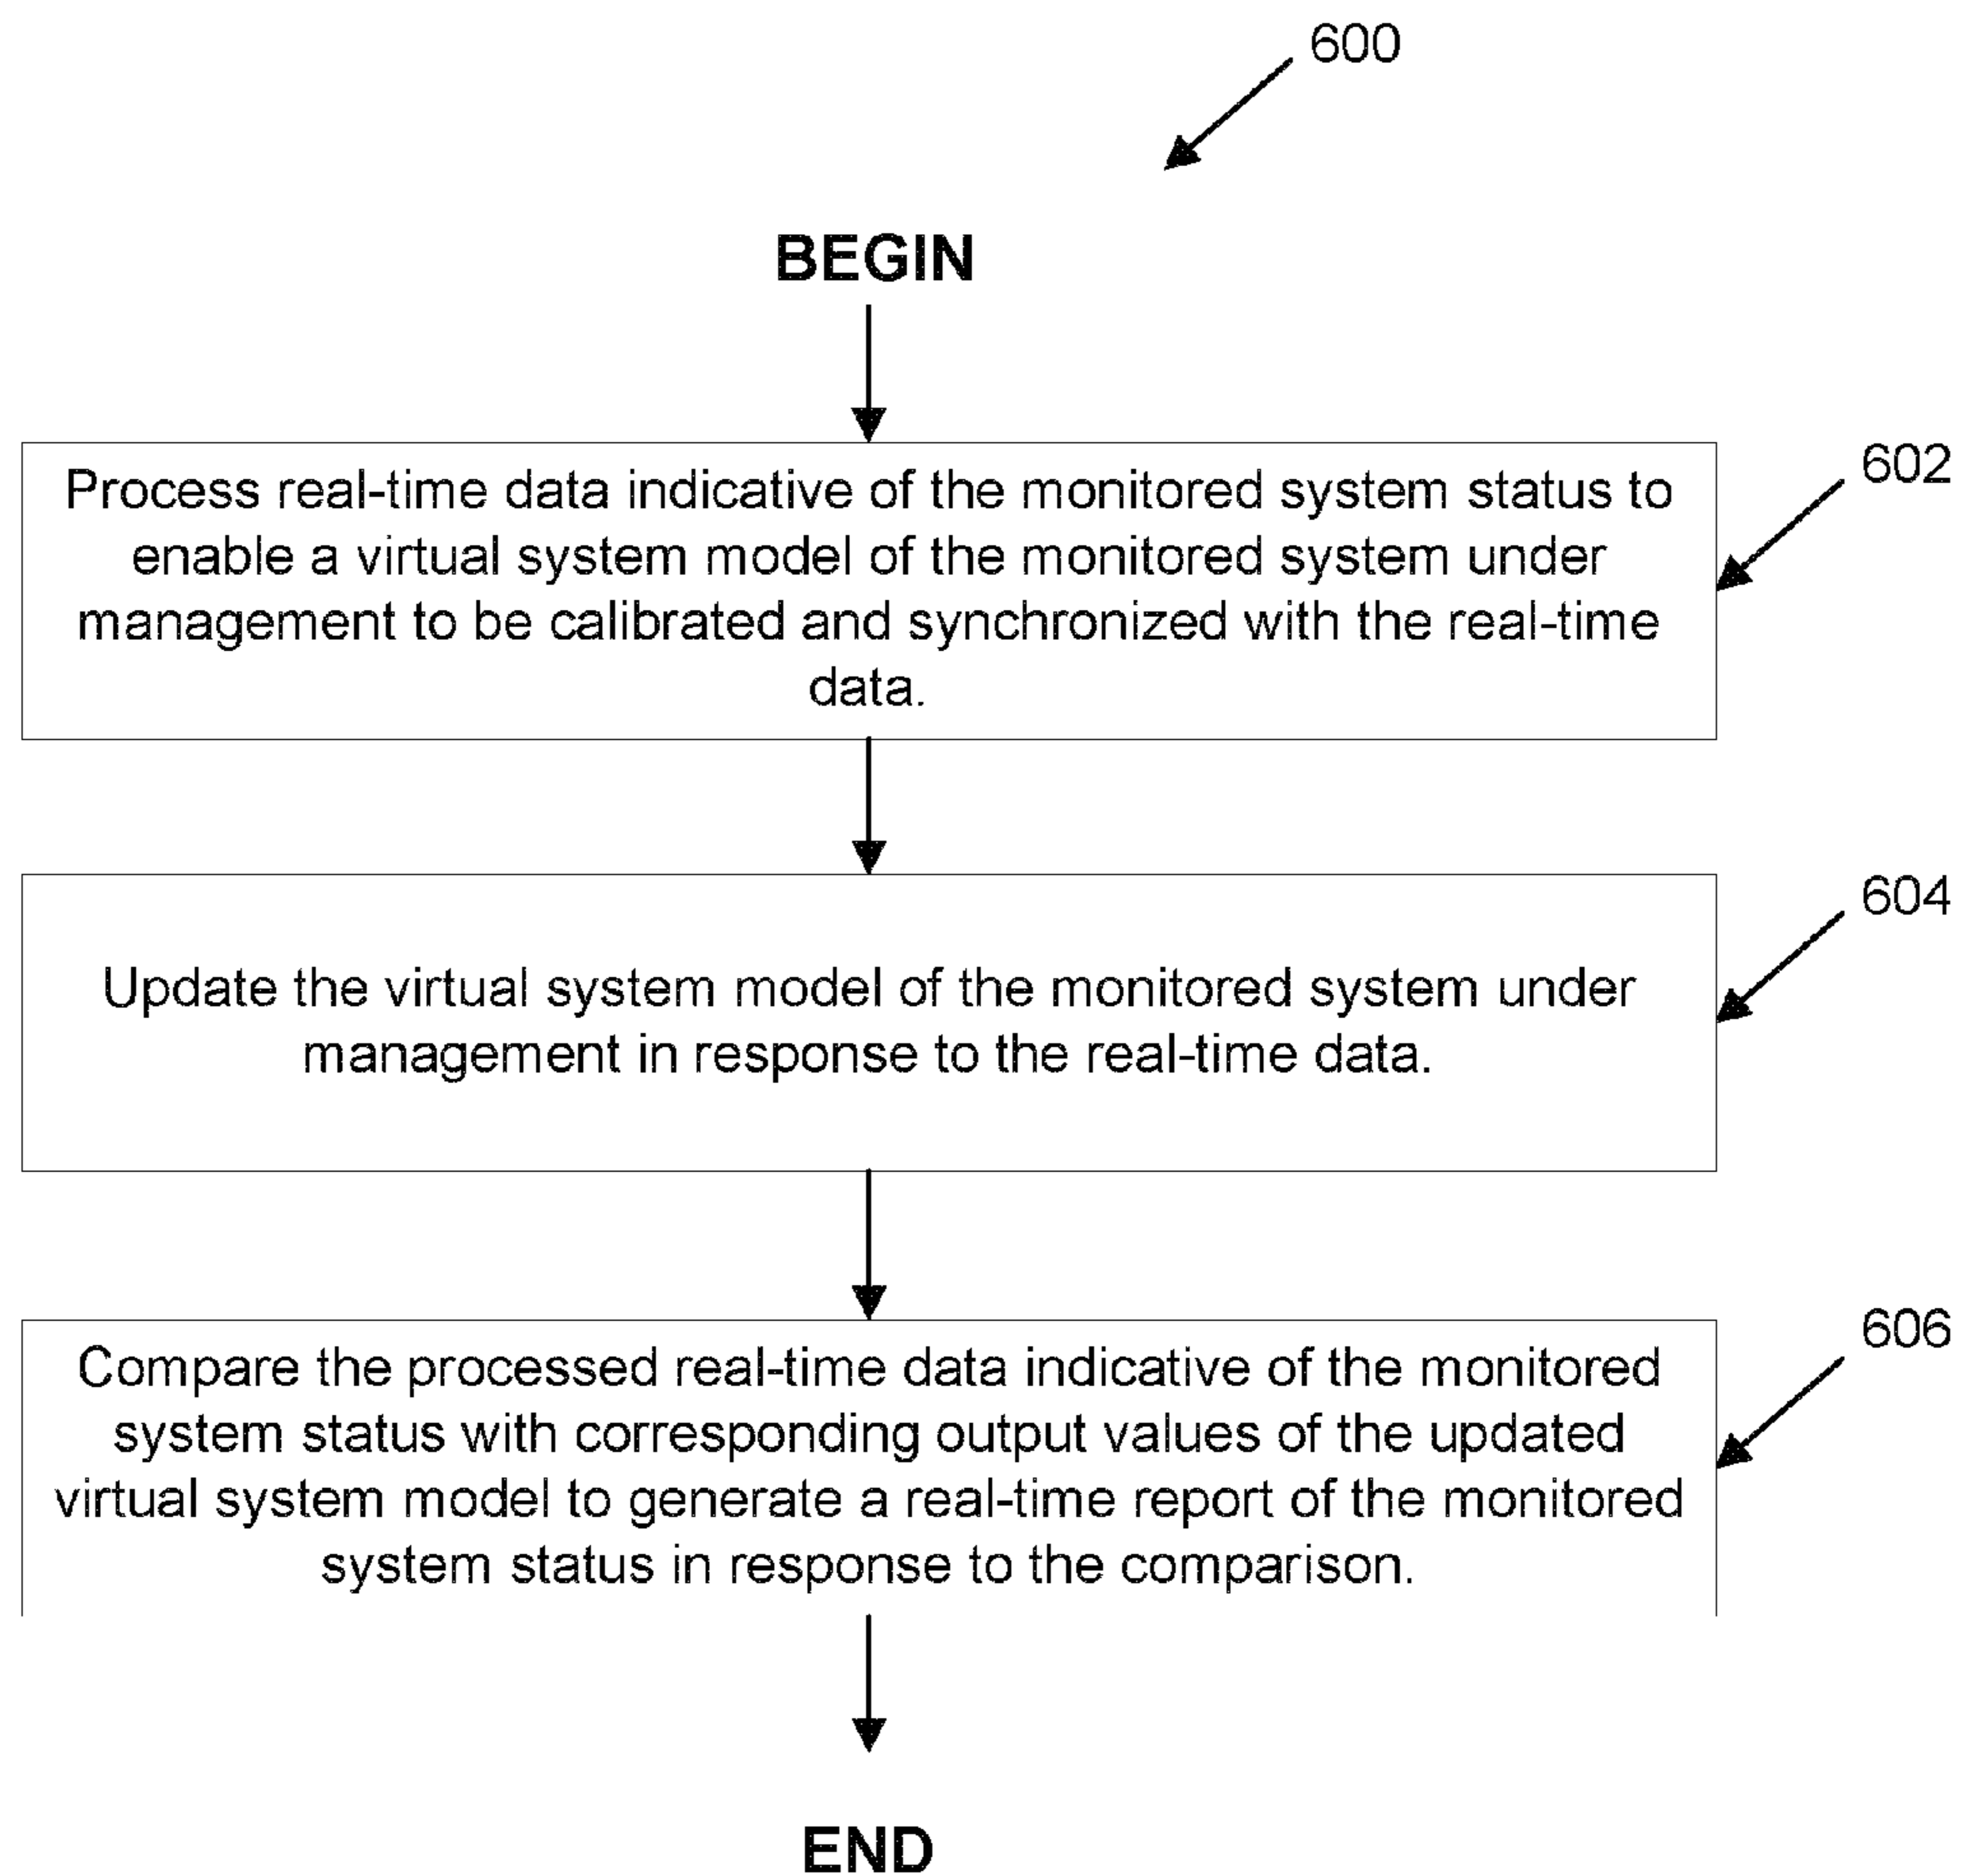 600
BEGIN
602
Process real-time data indicative of the monitored system status to
enable a virtual system model of the monitored system under
management to be calibrated and synchronized with the real-time
data.
604
Update the virtual system model of the monitored system under
management in response to the real-time data.
606
Compare the processed real-time data indicative of the monitored
system status with corresponding output values of the updated
virtual system model to generate a real-time report of the monitored
system status in response to the comparison.
END